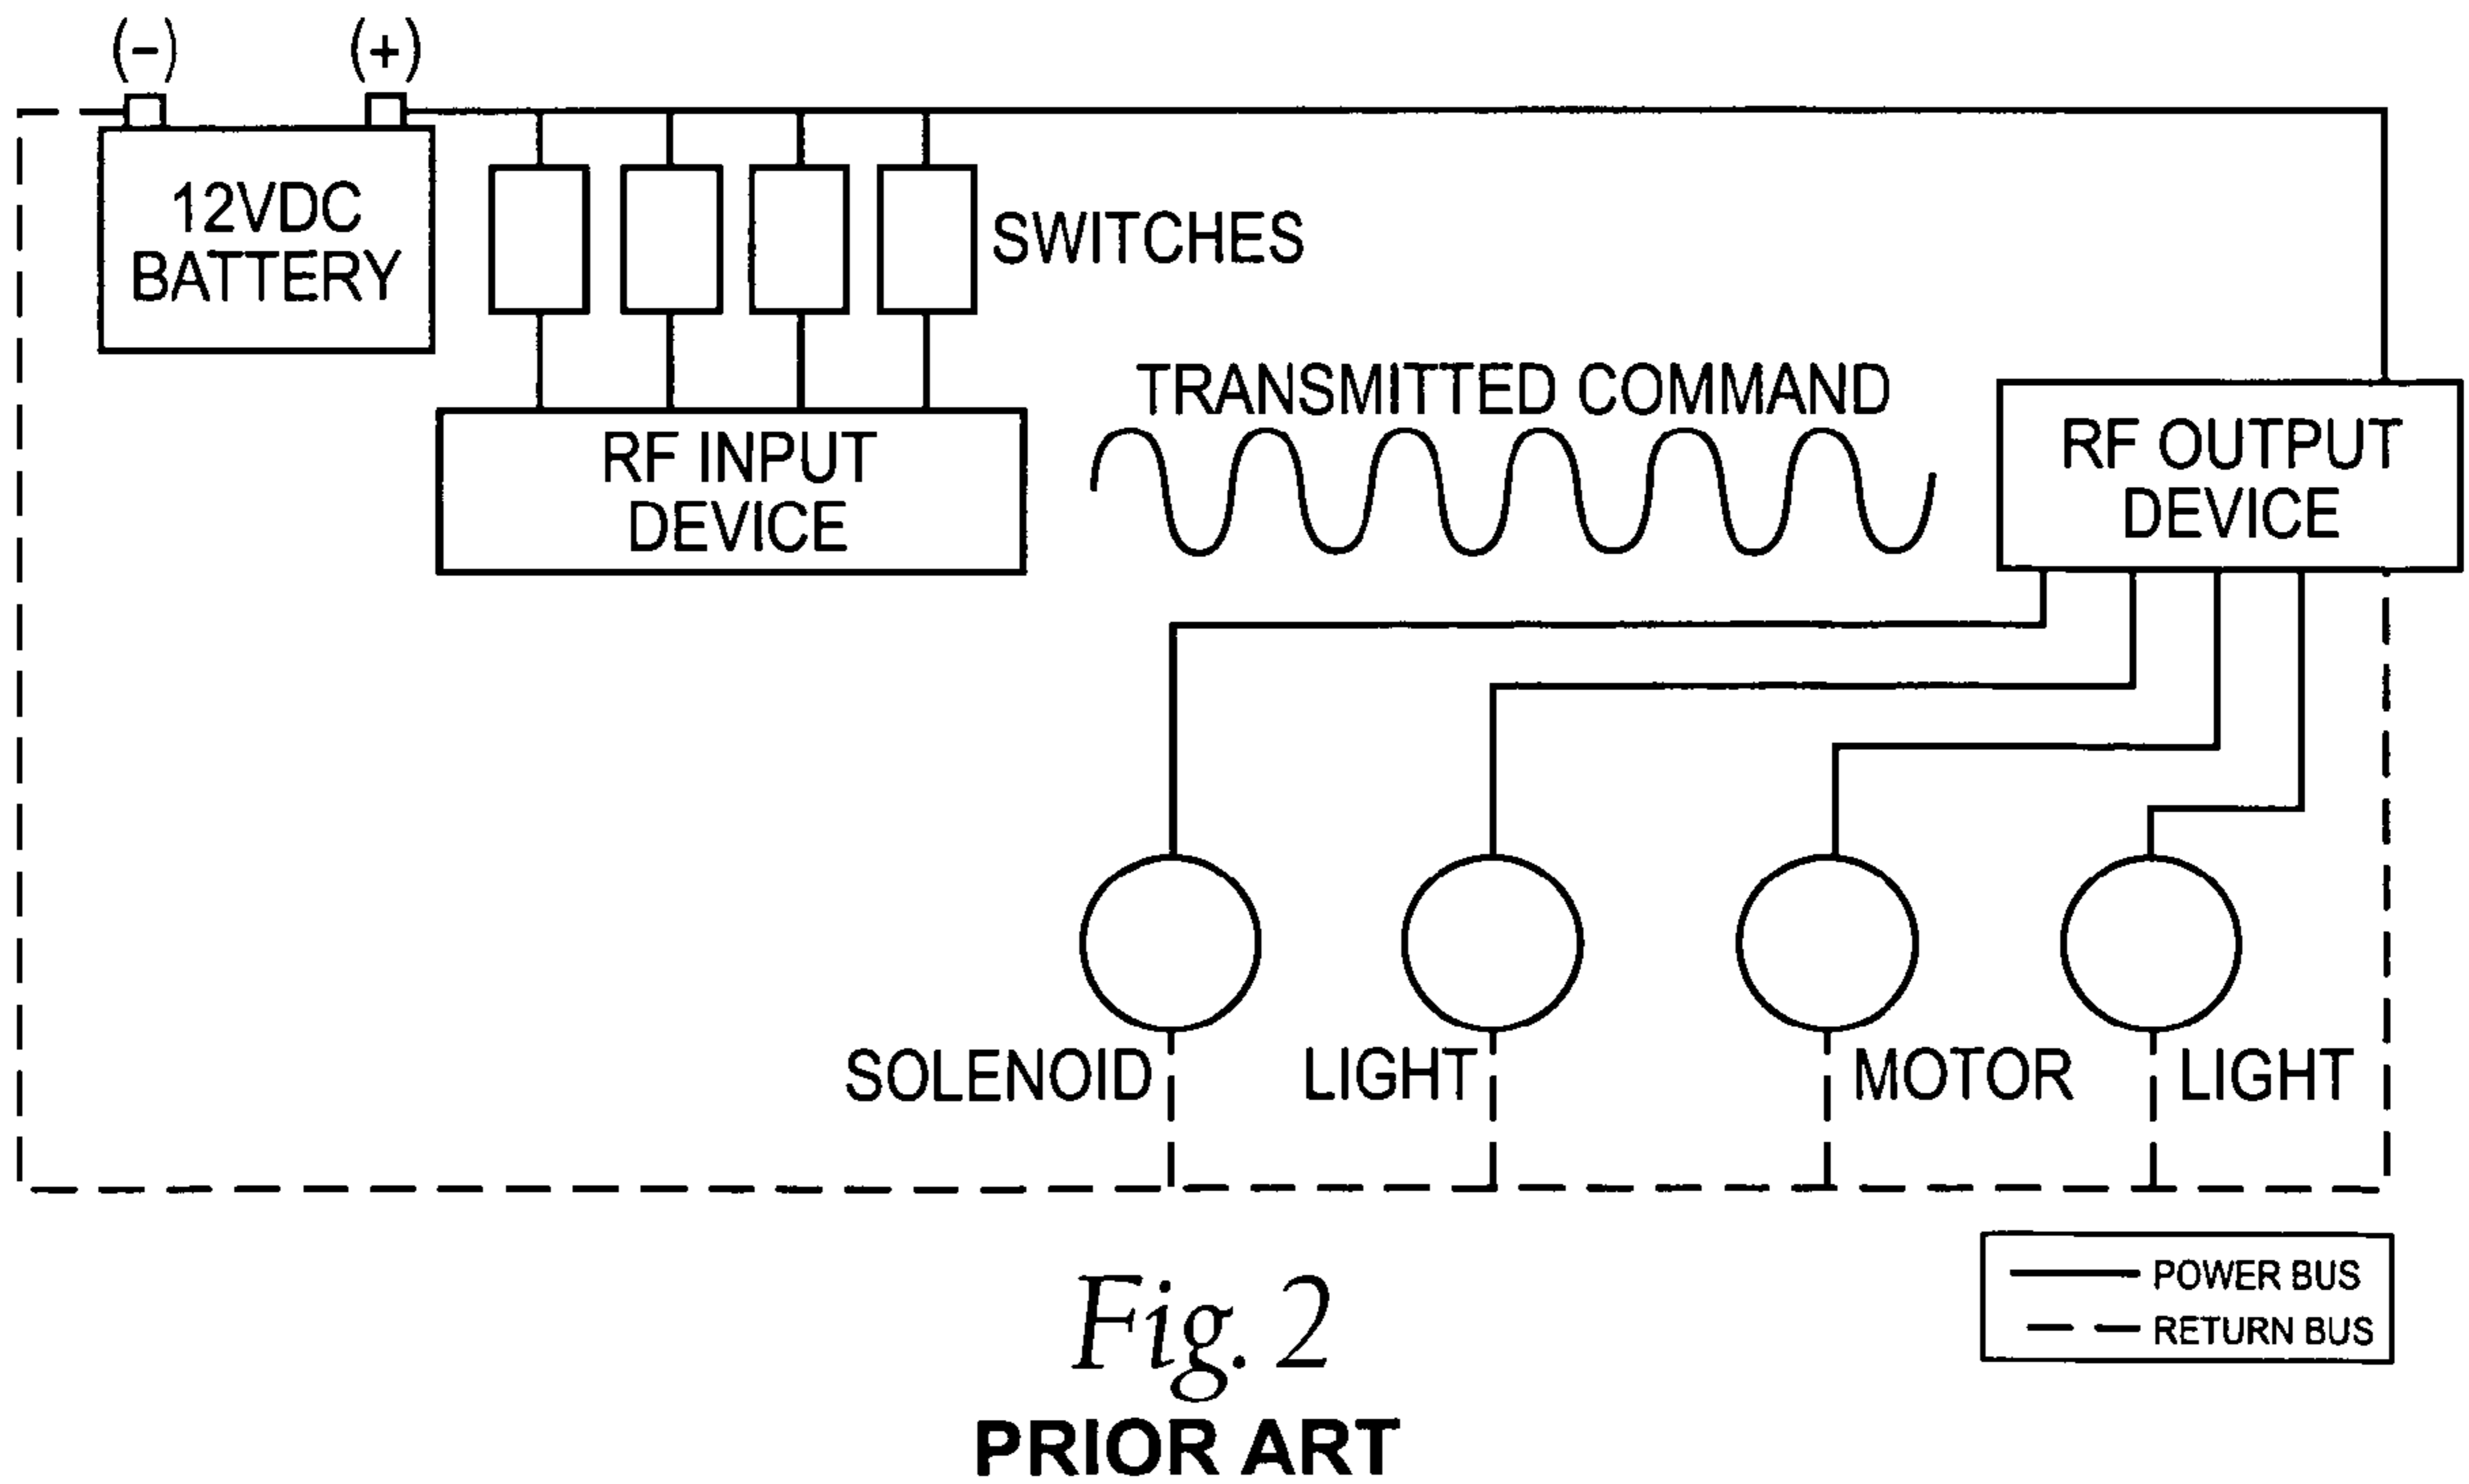 (-)
(+)
12VDC
BATTERY
SWITCHES
TRANSMITTED COMMAND
RF INPUT
DEVICE
RF OUTPUT
DEVICE
SOLENOID
LIGHT
MOTOR
LIGHT
POWER BUS
RETURN BUS
Fig. 2
PRIOR ART